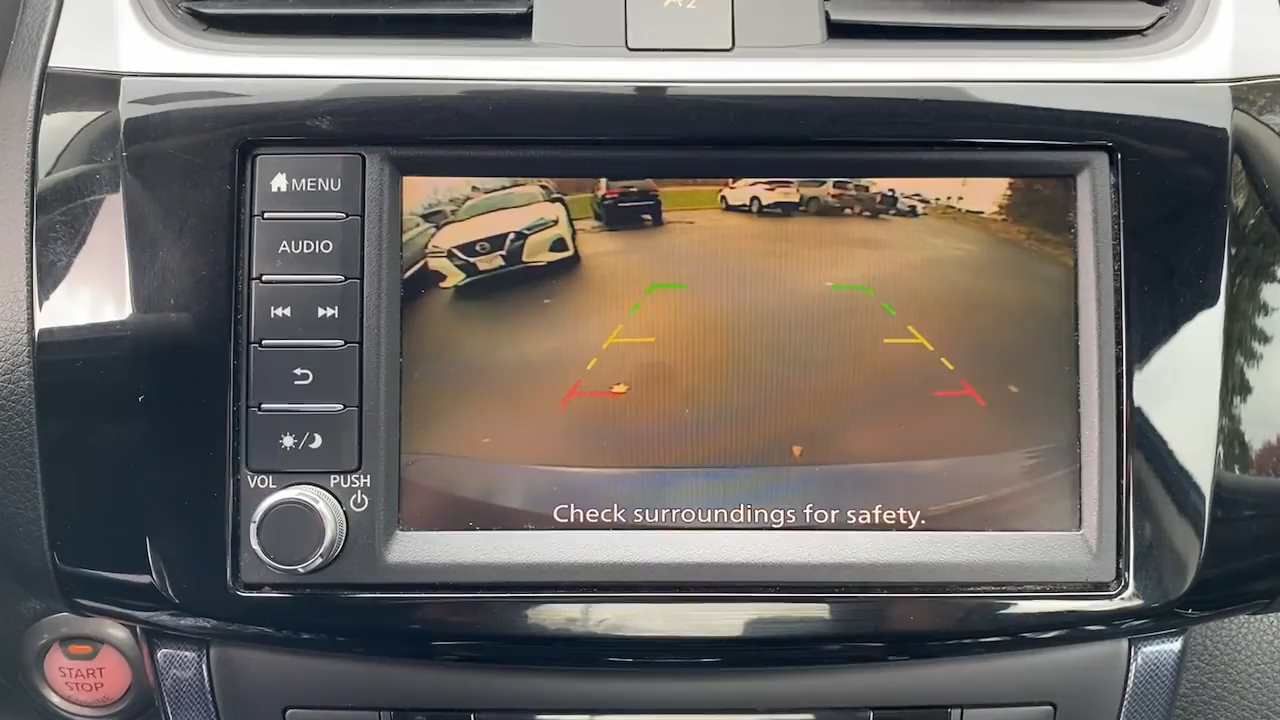 MENU
AUDIO
VOL PUSH
Check surroundings for safety.
START
STOP